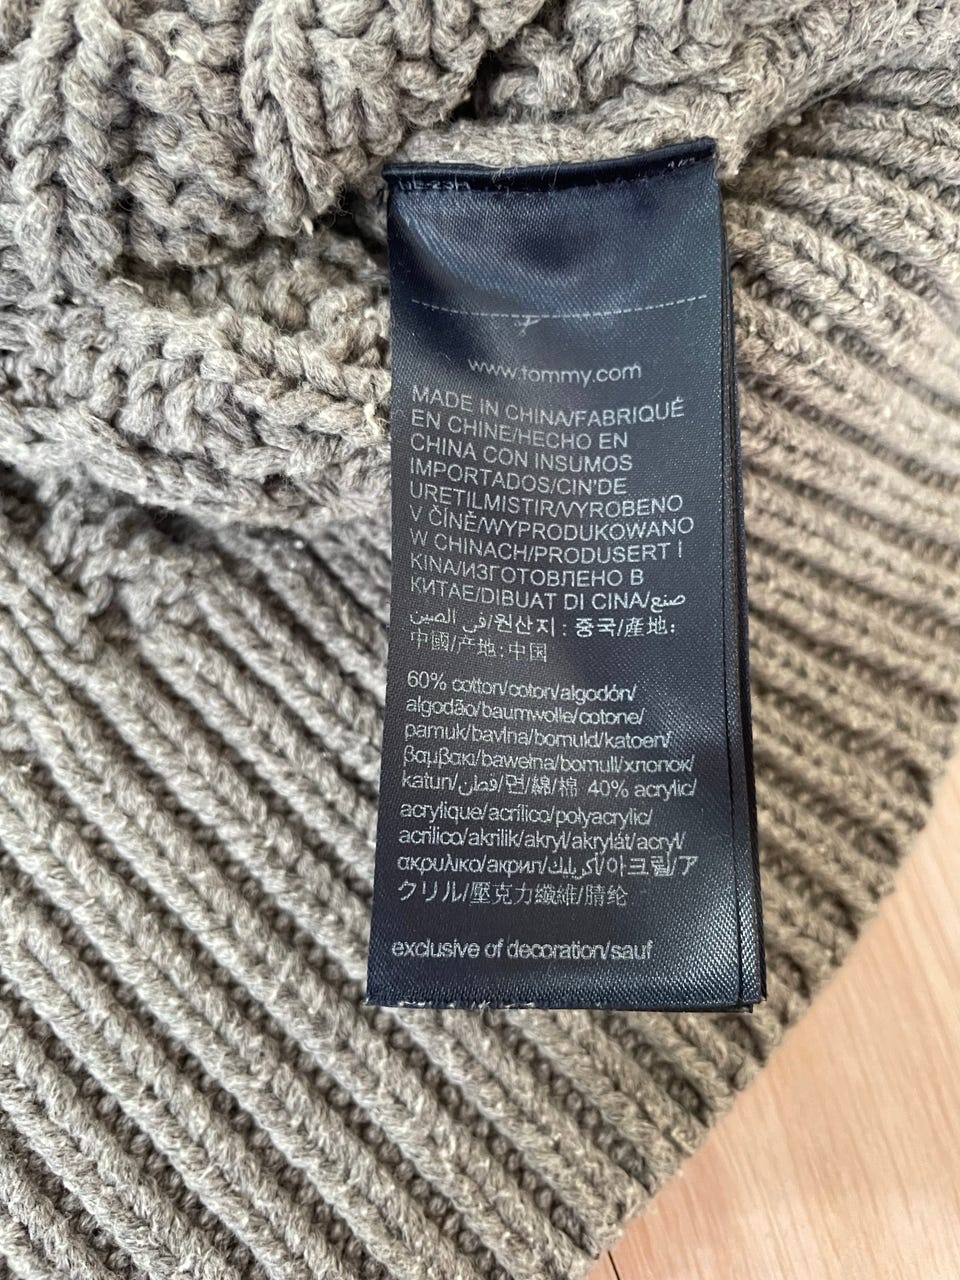 www.tommy.com
MADE IN CHINA/FABRIQUÉ
EN CHINE/HECHO EN
CHINA CON INSUMOS
IMPORTADOS/CIN'DE
URETILMISTIR/VYROBENO
V ČÍNĚ/WYPRODUKOWANO
W CHINACH/PRODUSERT I
KINA/ИЗГОТОВЛЕНО В
КИТАЕ/DIBUAT DI CINA/صنع
في الصين/원산지 : 중국/產地:
中國/产地:中国
60% cotton/coton/algodón/
algodão/baumwolle/cotone/
pamuk/bavlna/bomuld/katoen/
βαμβακι/bawełna/bomull/хлопок/
katun/قطن/면/綿/棉 40% acrylic/
acrylique/acrílico/polyacrylic/
acrilico/akrilik/akryl/akrylát/acryl/
ακρυλικο/акрил/أكريليك/아크릴/ア
クリル/壓克力纖維/腈纶
exclusive of decoration/sauf